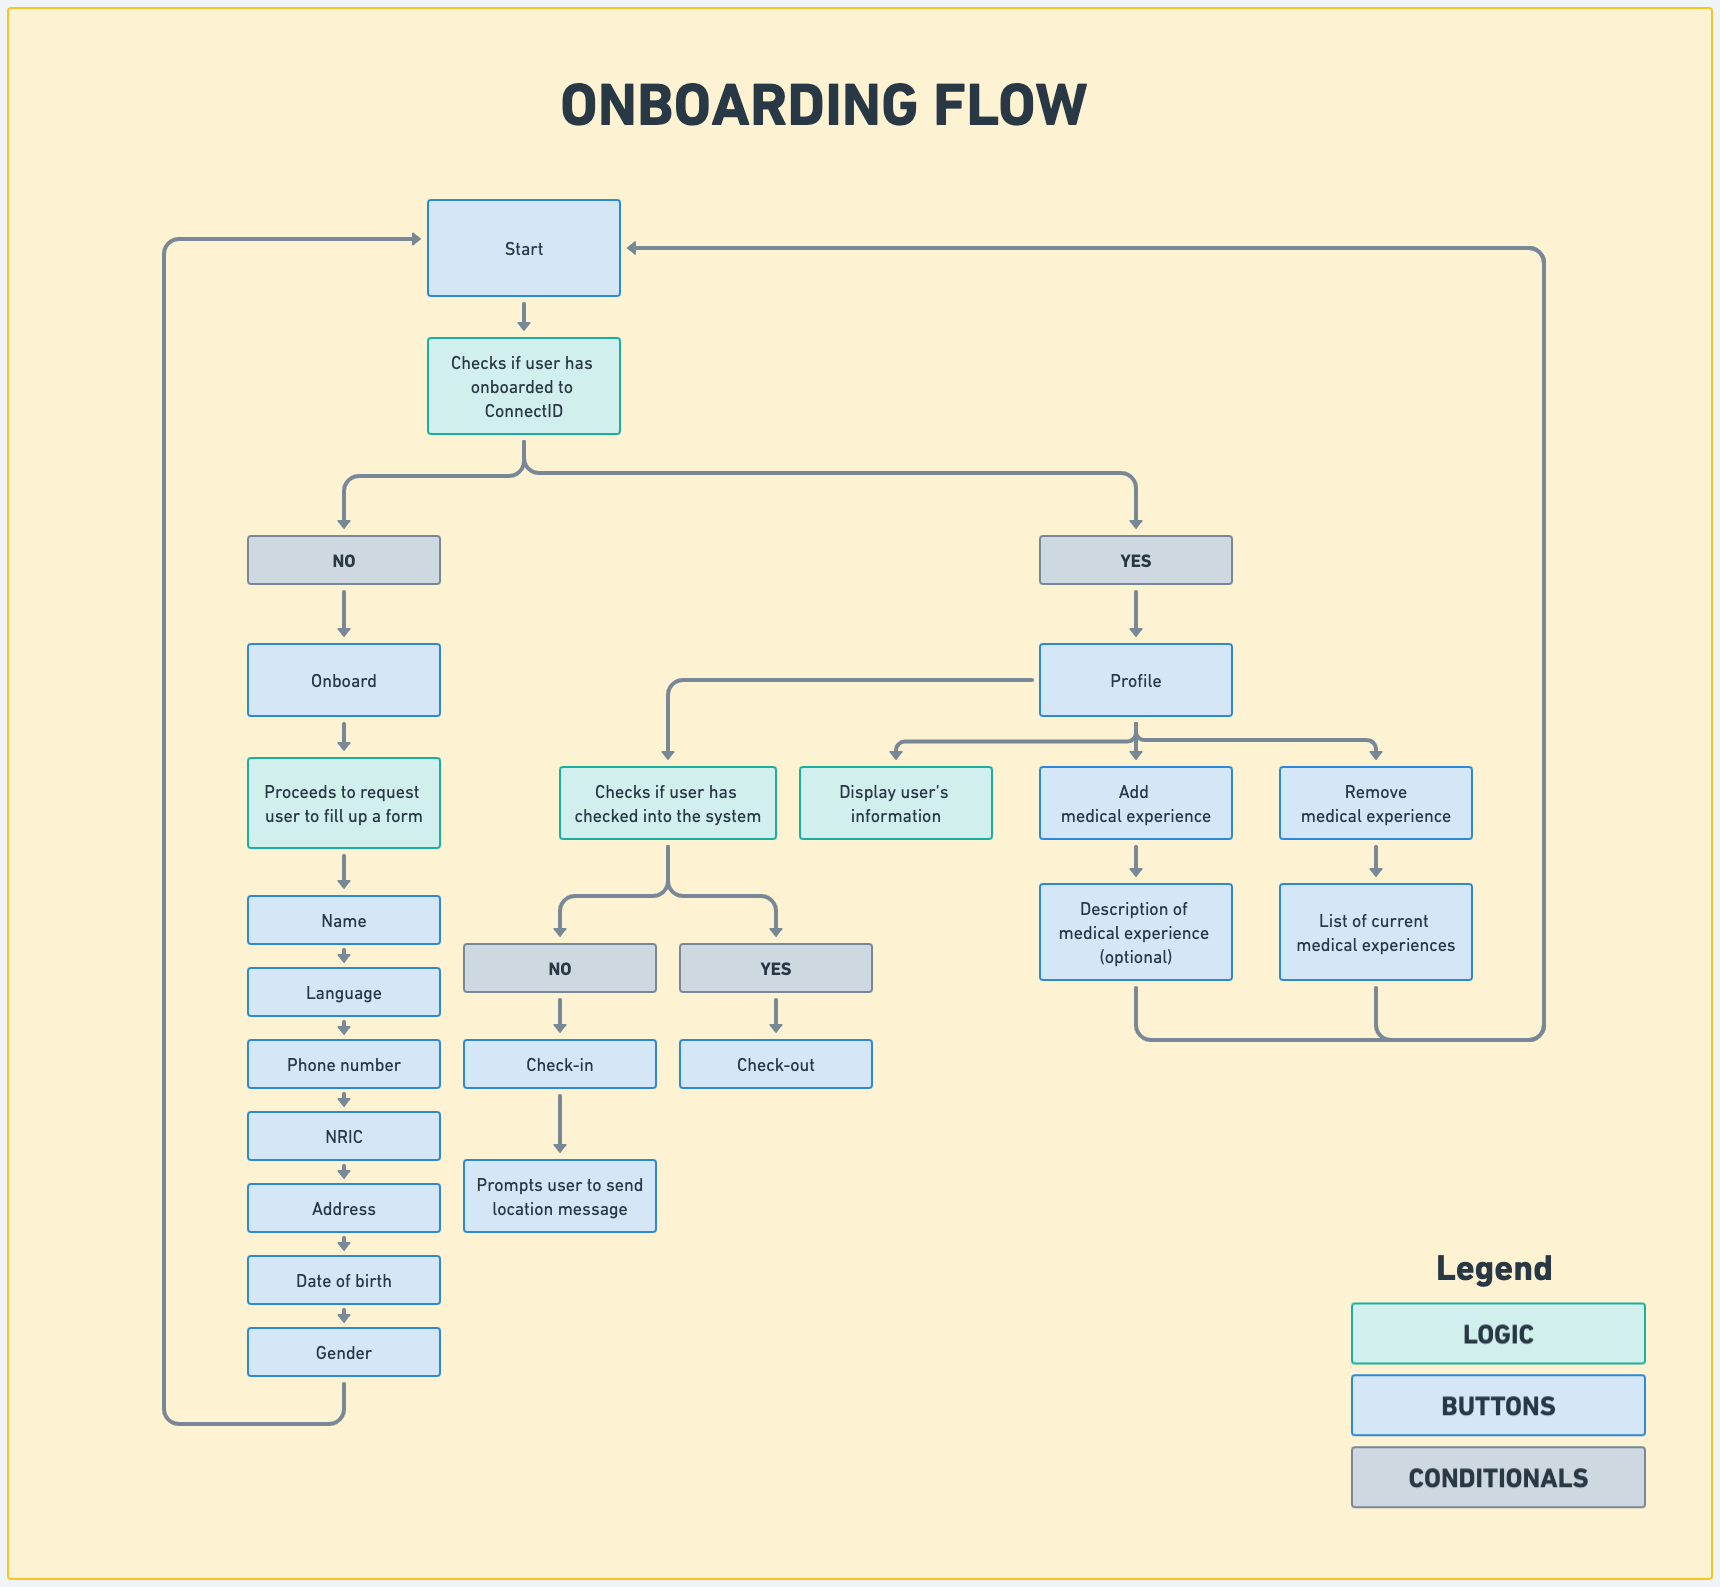 ONBOARDING FLOW
Start
Checks if user has
onboarded to
ConnectID
NO
YES
Onboard
Profile
Proceeds to request
user to fill up a form
Checks if user has
checked into the system
Display user’s
information
Add
medical experience
Remove
medical experience
Name
Language
Phone number
NRIC
Address
Date of birth
Gender
NO
YES
Check-in
Check-out
Prompts user to send
location message
Description of
medical experience
(optional)
List of current
medical experiences
Legend
LOGIC
BUTTONS
CONDITIONALS